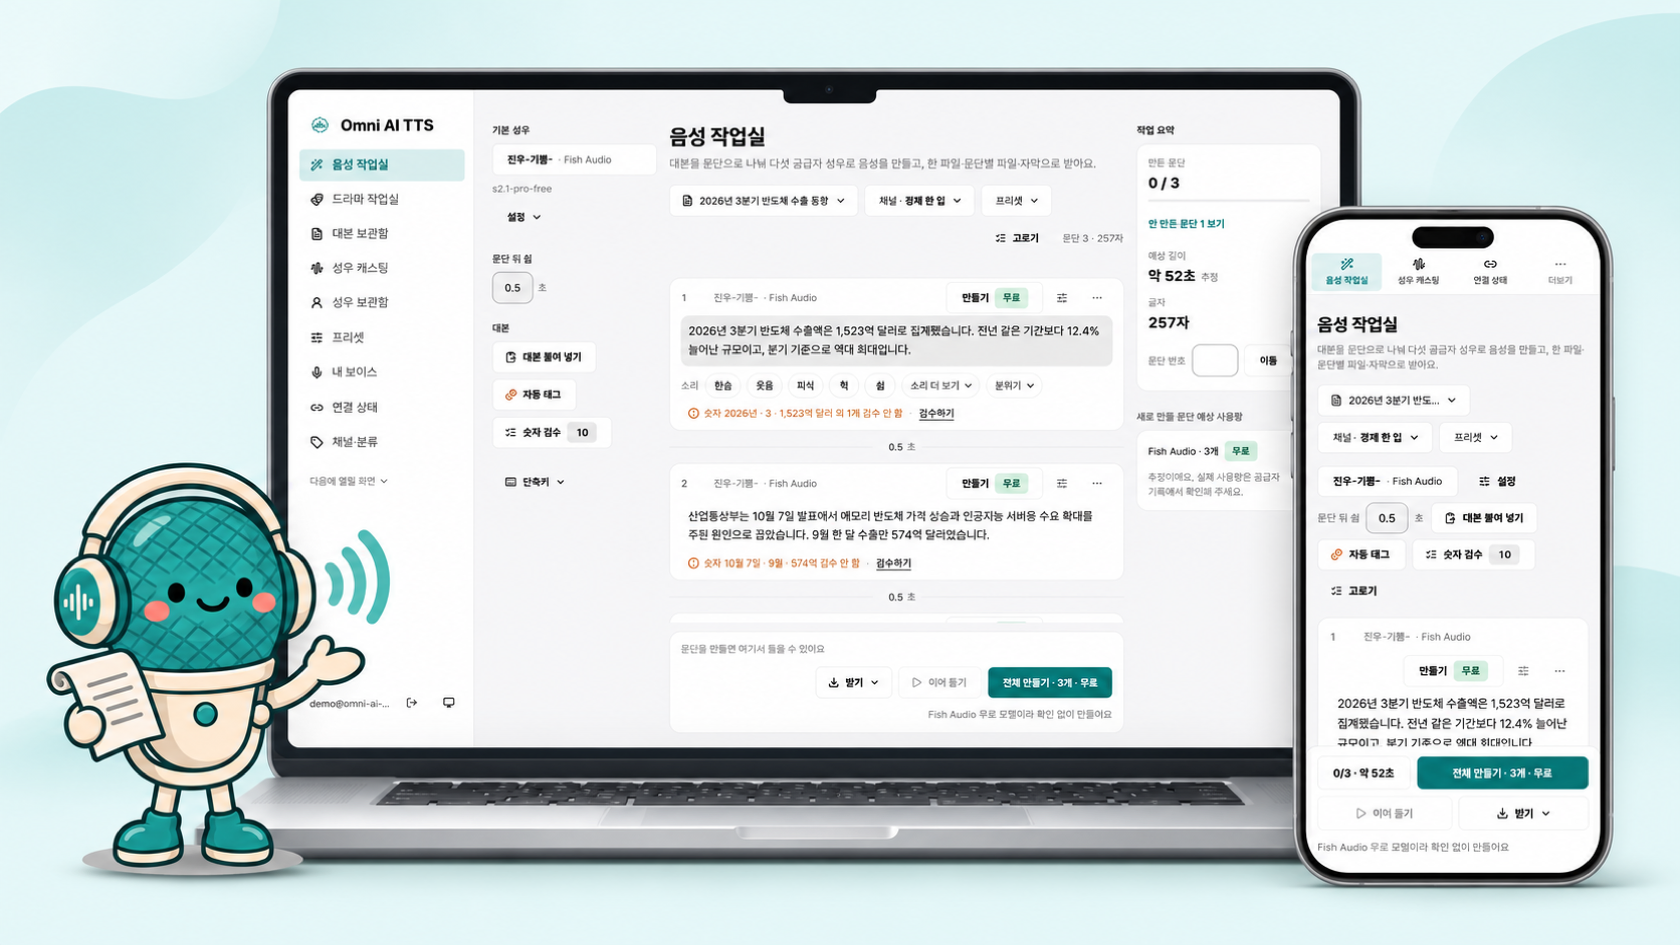 Omni AI TTS
음성 작업실
드라마 작업실
대본 보관함
성우 캐스팅
성우 보관함
프리셋
내 보이스
연결 상태
채널·분류
다음에 열릴 화면
demo@omni-ai-...
기본 성우
진우-기쁨- · Fish Audio
s2.1-pro-free
설정
문단 뒤 쉼
0.5 초
대본
대본 붙여 넣기
자동 태그
숫자 검수 10
단축키
음성 작업실
대본을 문단으로 나눠 다섯 공급자 성우로 음성을 만들고, 한 파일·문단별 파일·자막으로 받아요.
2026년 3분기 반도체 수출 동향
채널 · 경제 한 입
프리셋
고르기
문단 3 · 257자
1 진우-기쁨- · Fish Audio
만들기 무료
2026년 3분기 반도체 수출액은 1,523억 달러로 집계됐습니다. 전년 같은 기간보다 12.4%
늘어난 규모이고, 분기 기준으로 역대 최대입니다.
소리 한숨 웃음 피식 헉 쉼 소리 더 보기 분위기
숫자 2026년 · 3 · 1,523억 달러 의 1개 검수 안 함 · 검수하기
0.5 초
2 진우-기쁨- · Fish Audio
만들기 무료
산업통상부는 10월 7일 발표에서 메모리 반도체 가격 상승과 인공지능 서버용 수요 확대를
주된 원인으로 꼽았습니다. 9월 한 달 수출만 574억 달러였습니다.
숫자 10월 7일 · 9월 · 574억 검수 안 함 · 검수하기
0.5 초
문단을 만들면 여기서 들을 수 있어요
받기
이어 듣기
전체 만들기 · 3개 · 무료
Fish Audio 무료 모델이라 확인 없이 만들어요
작업 요약
만든 문단
0 / 3
안 만든 문단 1 보기
예상 길이
약 52초 추정
글자
257자
문단 번호
이동
새로 만들 문단 예상 사용량
Fish Audio · 3개 무료
추정이에요. 실제 사용량은 공급자
기록에서 확인해 주세요.
음성 작업실
성우 캐스팅
연결 상태
더보기
음성 작업실
대본을 문단으로 나눠 다섯 공급자 성우로 음성을 만들고, 한 파일·
문단별 파일·자막으로 받아요.
2026년 3분기 반도...
채널 · 경제 한 입
프리셋
진우-기쁨- · Fish Audio
설정
문단 뒤 쉼 0.5 초
대본 붙여 넣기
자동 태그
숫자 검수 10
고르기
1 진우-기쁨- · Fish Audio
만들기 무료
2026년 3분기 반도체 수출액은 1,523억 달러로
집계됐습니다. 전년 같은 기간보다 12.4% 늘어난
규모이고, 분기 기준으로 역대 최대입니다.
0/3 · 약 52초
전체 만들기 · 3개 · 무료
이어 듣기
받기
Fish Audio 무료 모델이라 확인 없이 만들어요